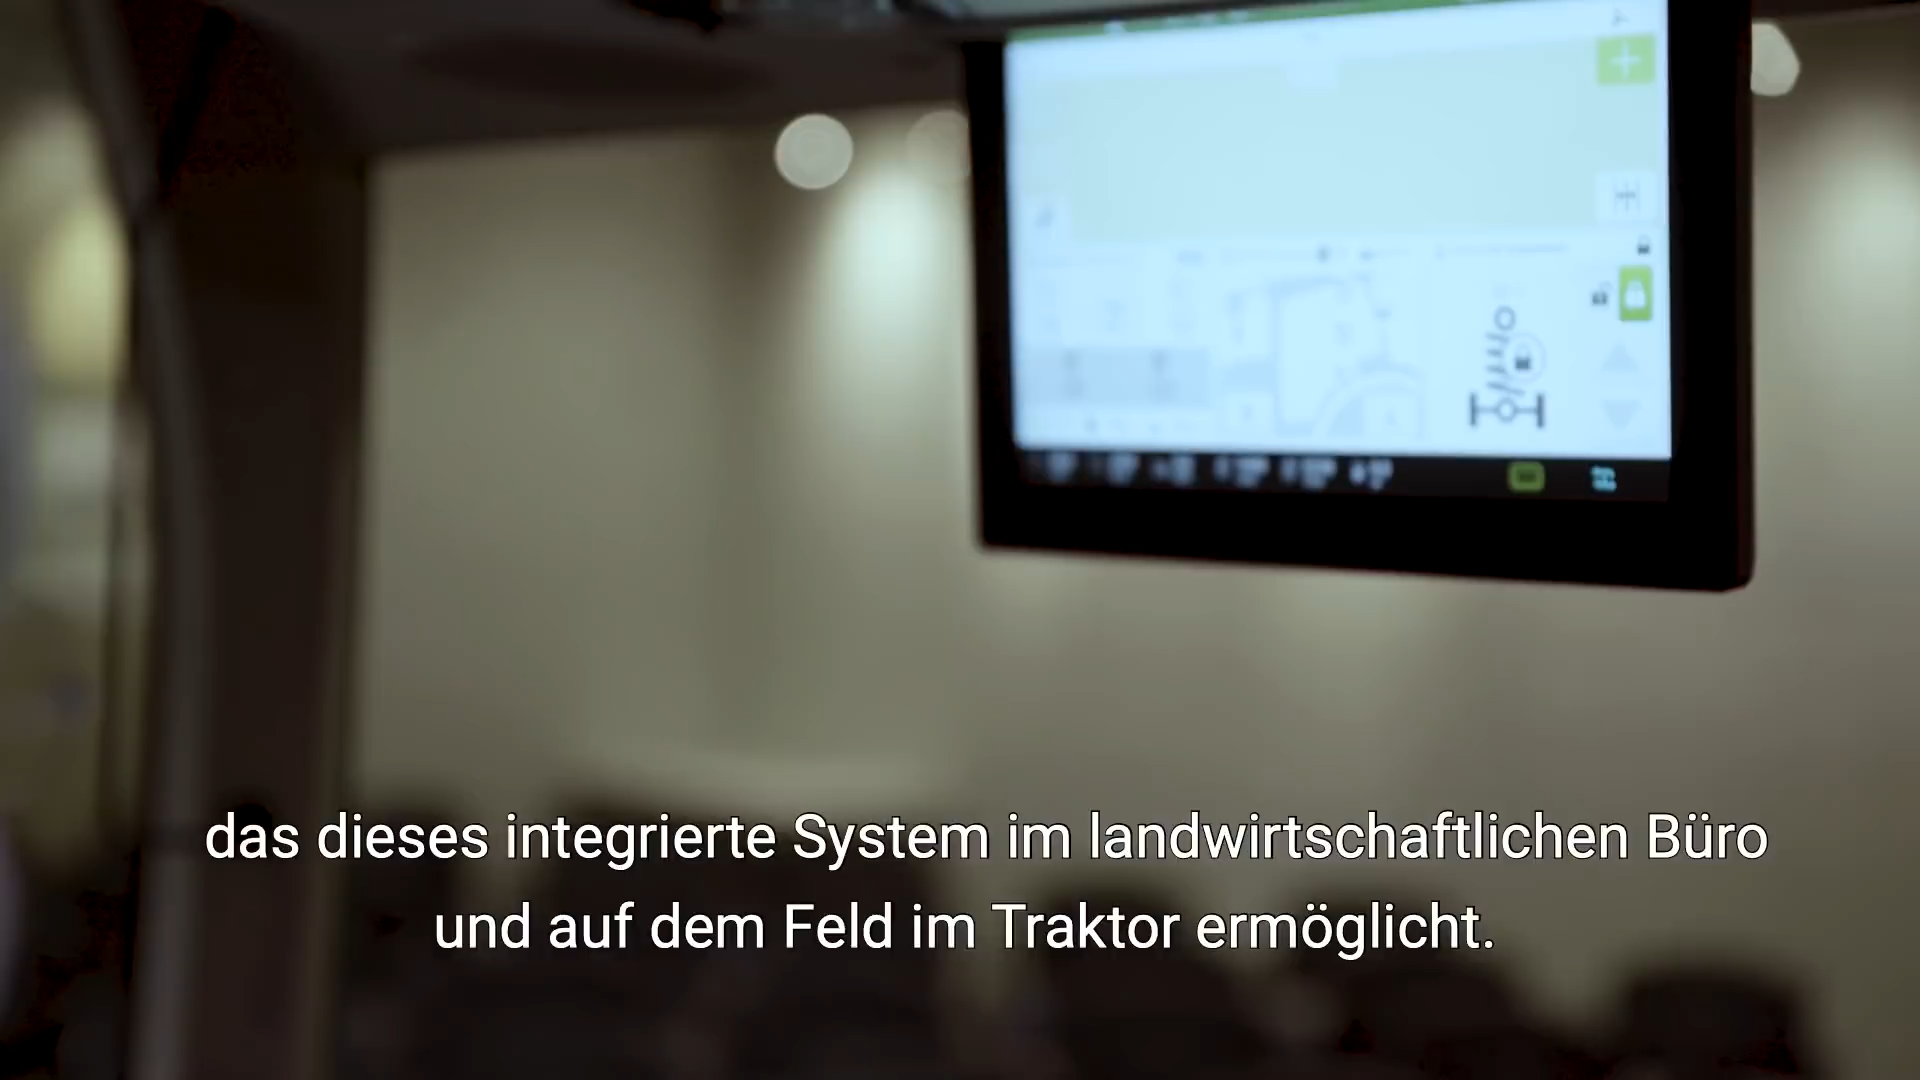 das dieses integrierte System im landwirtschaftlichen Büro
und auf dem Feld im Traktor ermöglicht.